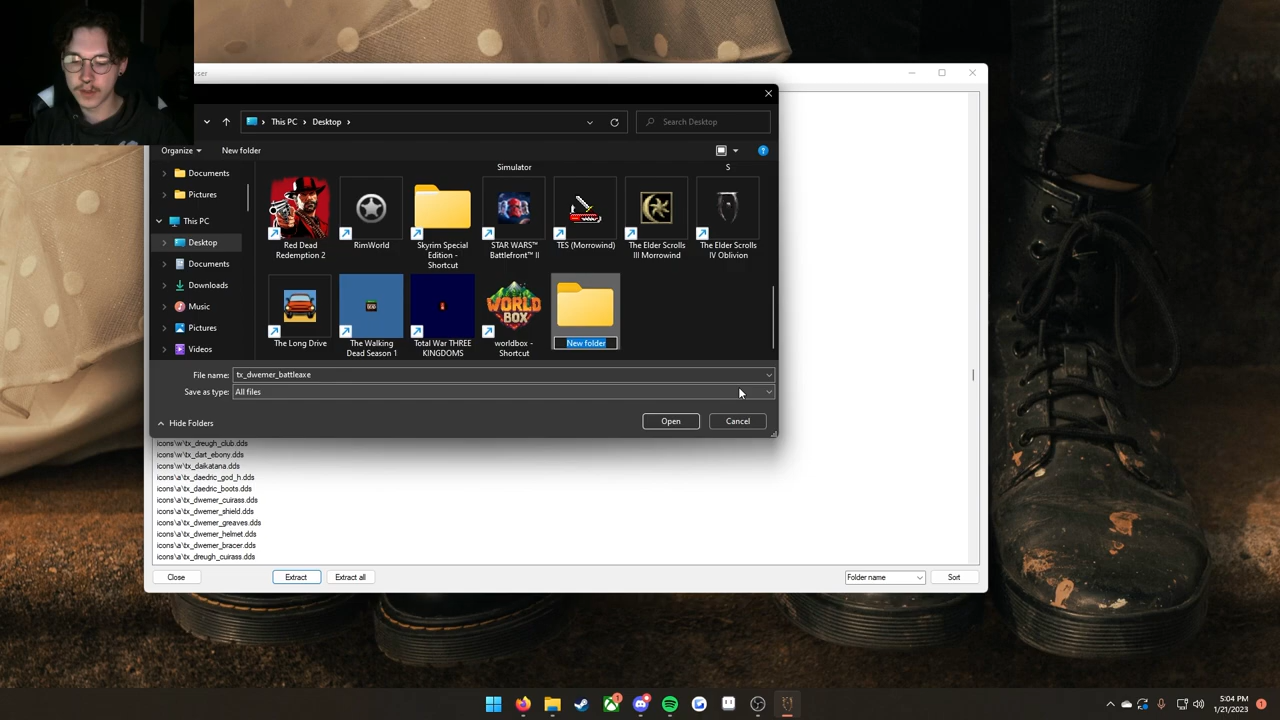 wser
This PC
Desktop
Search Desktop
Organize
New folder
Documents
Pictures
This PC
Desktop
Documents
Downloads
Music
Pictures
Videos
Simulator
S
Red Dead
Redemption 2
RimWorld
Skyrim Special
Edition -
Shortcut
STAR WARS™
Battlefront™ II
TES (Morrowind)
The Elder Scrolls
III Morrowind
The Elder Scrolls
IV Oblivion
The Long Drive
DEAD
The Walking
Dead Season 1
Total War THREE
KINGDOMS
WORLD
BOX
worldbox -
Shortcut
New folder
File name: tx_dwemer_battleaxe
Save as type: All files
Hide Folders
Open
Cancel
icons\w\tx_dreugh_club.dds
icons\w\tx_dart_ebony.dds
icons\w\tx_daikatana.dds
icons\a\tx_daedric_god_h.dds
icons\a\tx_daedric_boots.dds
icons\a\tx_dwemer_cuirass.dds
icons\a\tx_dwemer_shield.dds
icons\a\tx_dwemer_greaves.dds
icons\a\tx_dwemer_helmet.dds
icons\a\tx_dwemer_bracer.dds
icons\a\tx_dreugh_cuirass.dds
Close
Extract
Extract all
Folder name
Sort
1
5:04 PM
1/21/2023
1